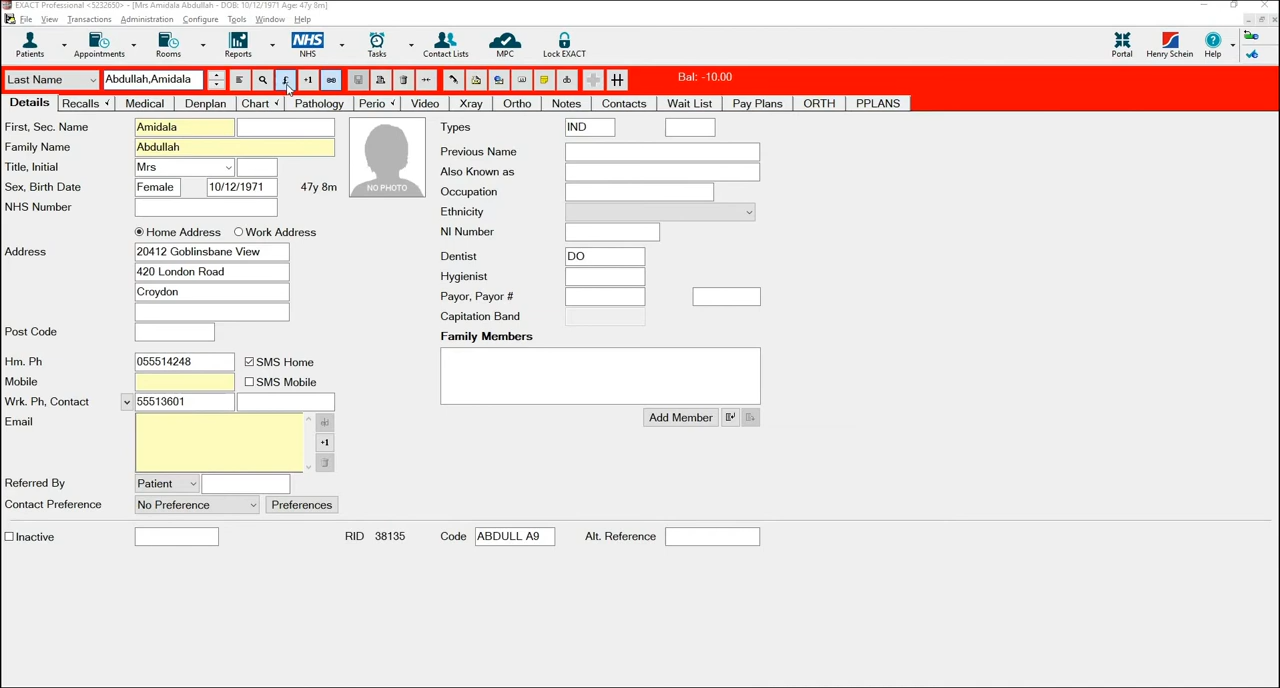 EXACT Professional <5232650> - [Mrs Amidala Abdullah - DOB: 10/12/1971 Age: 47y 8m]
File View Transactions Administration Configure Tools Window Help
Patients Appointments Rooms Reports NHS NHS Tasks Contact Lists MPC Lock EXACT Portal Henry Schein Help
Last Name Abdullah,Amidala £ +1 Bal: -10.00
Details Recalls √ Medical Denplan Chart √ Pathology Perio √ Video Xray Ortho Notes Contacts Wait List Pay Plans ORTH PPLANS
First, Sec. Name Amidala
Family Name Abdullah
Title, Initial Mrs
Sex, Birth Date Female 10/12/1971 47y 8m
NHS Number
NO PHOTO
Home Address Work Address
Address 20412 Goblinsbane View
420 London Road
Croydon
Post Code
Hm. Ph 055514248 SMS Home
Mobile SMS Mobile
Wrk. Ph, Contact 55513601
Email
+1
Referred By Patient
Contact Preference No Preference Preferences
Types IND
Previous Name
Also Known as
Occupation
Ethnicity
NI Number
Dentist DO
Hygienist
Payor, Payor #
Capitation Band
Family Members
Add Member
Inactive RID 38135 Code ABDULL A9 Alt. Reference